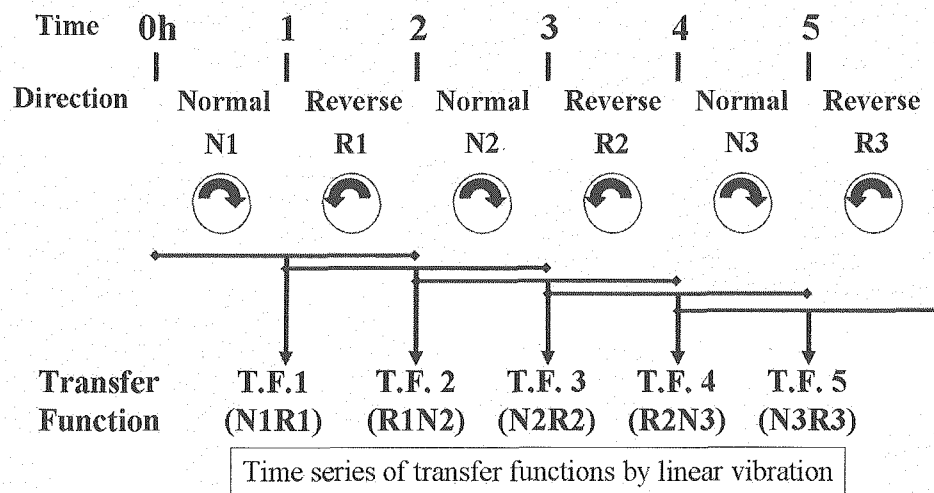 Time 0h 1 2 3 4 5
Direction Normal Reverse Normal Reverse Normal Reverse
N1 R1 N2 R2 N3 R3
Transfer T.F.1 T.F. 2 T.F. 3 T.F. 4 T.F. 5
Function (N1R1) (R1N2) (N2R2) (R2N3) (N3R3)
Time series of transfer functions by linear vibration